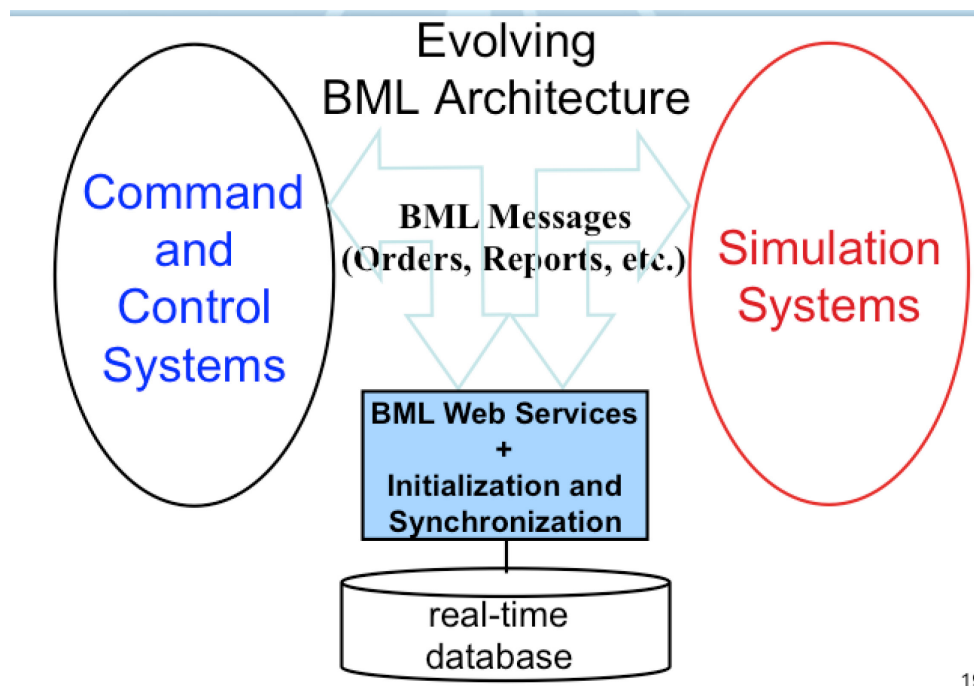 Evolving
BML Architecture
Command
and
Control
Systems
BML Messages
(Orders, Reports, etc.)
Simulation
Systems
BML Web Services
+
Initialization and
Synchronization
real-time
database